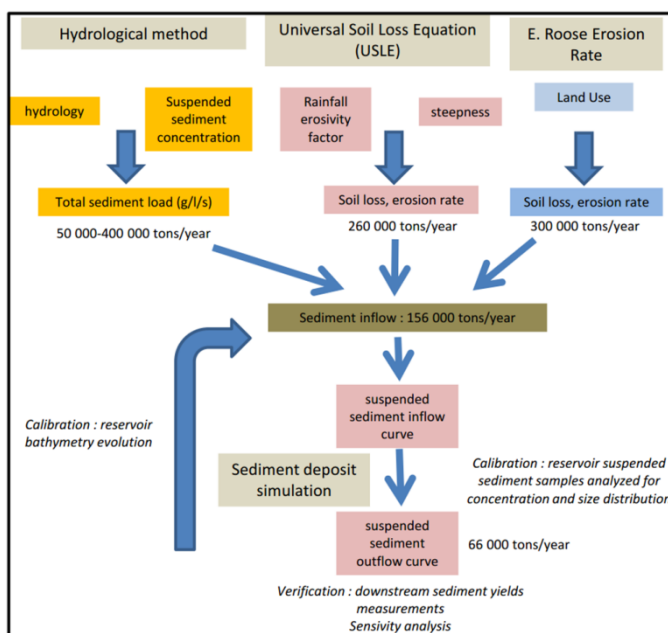 Hydrological method
Universal Soil Loss Equation
(USLE)
E. Roose Erosion
Rate
hydrology
Suspended
sediment
concentration
Rainfall
erosivity
factor
steepness
Land Use
Total sediment load (g/l/s)
Soil loss, erosion rate
Soil loss, erosion rate
50 000-400 000 tons/year
260 000 tons/year
300 000 tons/year
Sediment inflow : 156 000 tons/year
suspended
sediment inflow
curve
Calibration : reservoir
bathymetry evolution
Sediment deposit
simulation
Calibration : reservoir suspended
sediment samples analyzed for
concentration and size distribution
suspended
sediment
outflow curve
66 000 tons/year
Verification : downstream sediment yields
measurements
Sensivity analysis